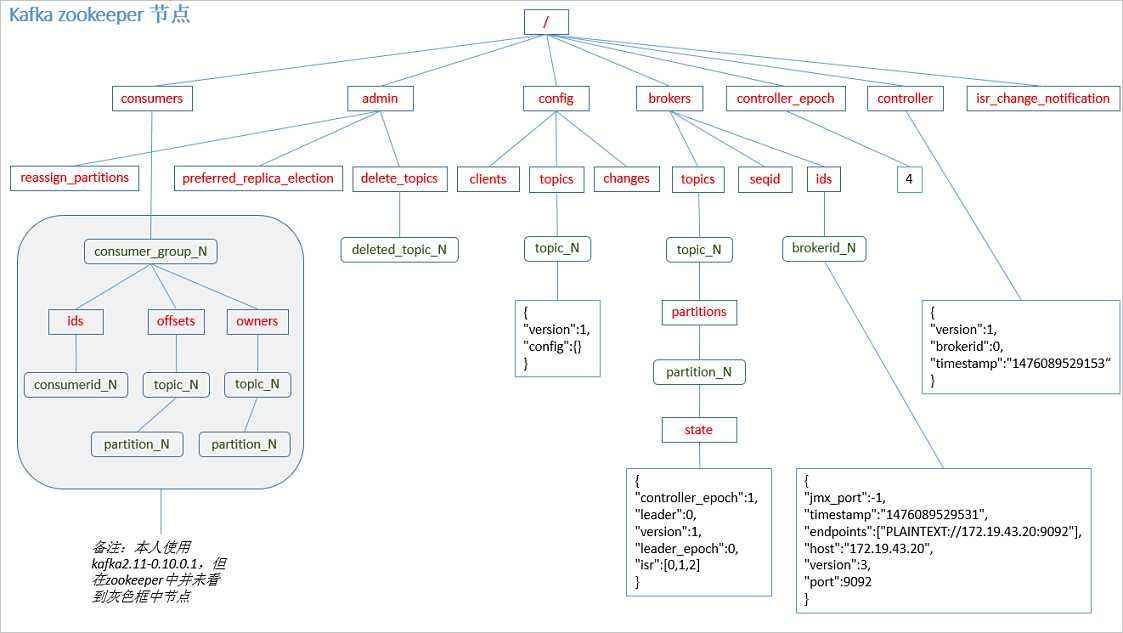 Kafka zookeeper 节点
/
consumers
admin
config
brokers
controller_epoch
controller
isr_change_notification
reassign_partitions
preferred_replica_election
delete_topics
clients
topics
changes
topics
seqid
ids
4
consumer_group_N
deleted_topic_N
topic_N
topic_N
brokerid_N
ids
offsets
owners
consumerid_N
topic_N
topic_N
partition_N
partition_N
{
"version":1,
"config":{}
}
partitions
partition_N
state
{
"version":1,
"brokerid":0,
"timestamp":"1476089529153“
}
{
"controller_epoch":1,
"leader":0,
"version":1,
"leader_epoch":0,
"isr":[0,1,2]
}
{
"jmx_port":-1,
"timestamp":"1476089529531",
"endpoints":["PLAINTEXT://172.19.43.20:9092"],
"host":"172.19.43.20",
"version":3,
"port":9092
}
备注：本人使用
kafka2.11-0.10.0.1，但
在zookeeper中并未看
到灰色框中节点